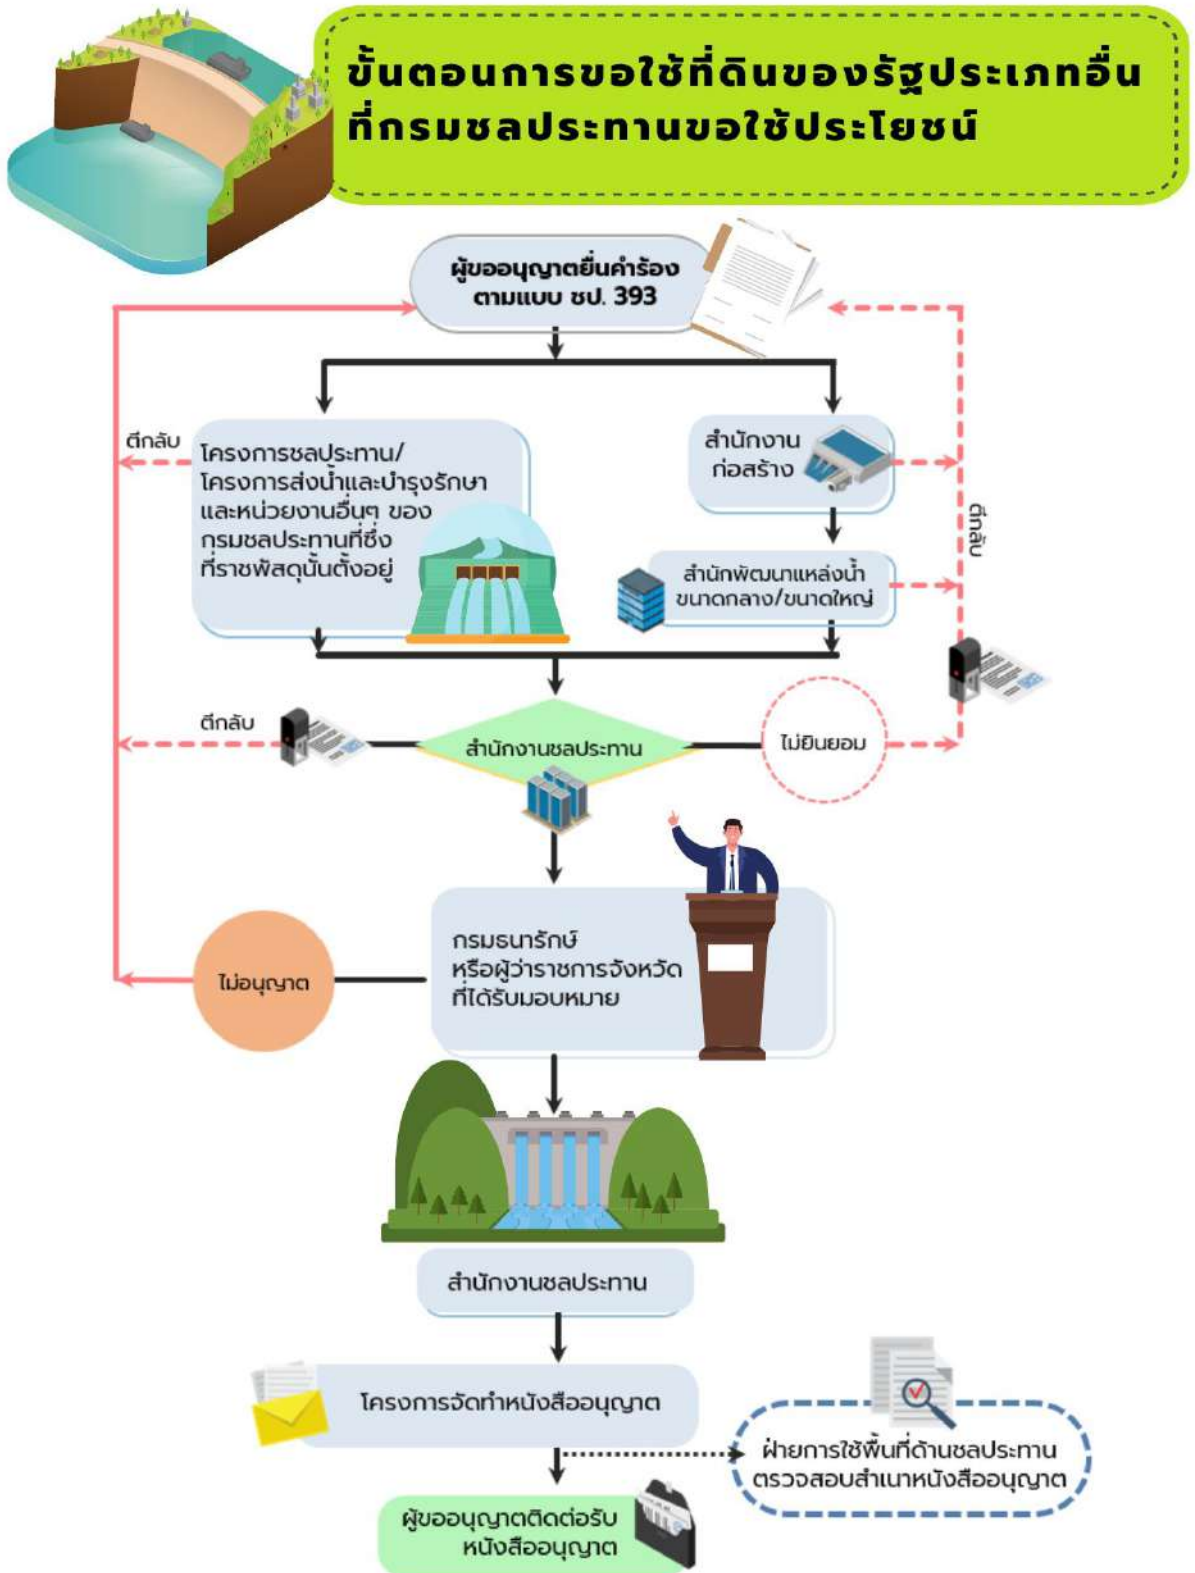 ขั้นตอนการขอใช้ที่ดินของรัฐประเภทอื่น
ที่กรมชลประทานขอใช้ประโยชน์
ผู้ขออนุญาตยื่นคำร้อง
ตามแบบ ชป. 393
ตีกลับ
โครงการชลประทาน/
โครงการส่งน้ำและบำรุงรักษา
และหน่วยงานอื่นๆ ของ
กรมชลประทานที่ซึ่ง
ที่ราชพัสดุนั้นตั้งอยู่
สำนักงาน
ก่อสร้าง
ตีกลับ
สำนักพัฒนาแหล่งน้ำ
ขนาดกลาง/ขนาดใหญ่
ตีกลับ
สำนักงานชลประทาน
ไม่ยินยอม
กรมธนารักษ์
หรือผู้ว่าราชการจังหวัด
ที่ได้รับมอบหมาย
ไม่อนุญาต
สำนักงานชลประทาน
โครงการจัดทำหนังสืออนุญาต
ฝ่ายการใช้พื้นที่ด้านชลประทาน
ตรวจสอบสำเนาหนังสืออนุญาต
ผู้ขออนุญาตติดต่อรับ
หนังสืออนุญาต